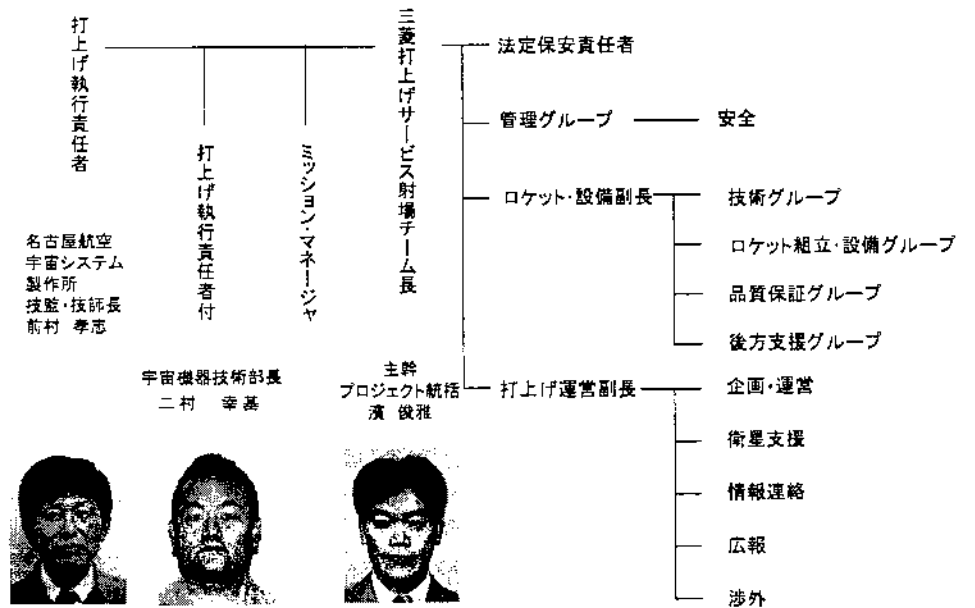 打上げ執行責任者
名古屋航空
宇宙システム
製作所
技監・技師長
前村 孝志
打上げ執行責任者付
ミッション・マネージャ
宇宙機器技術部長
二村 幸基
三菱打上げサービス射場チーム長
主幹
プロジェクト統括
濱 俊雅
法定保安責任者
管理グループ
安全
ロケット・設備副長
技術グループ
ロケット組立・設備グループ
品質保証グループ
後方支援グループ
打上げ運営副長
企画・運営
衛星支援
情報連絡
広報
渉外